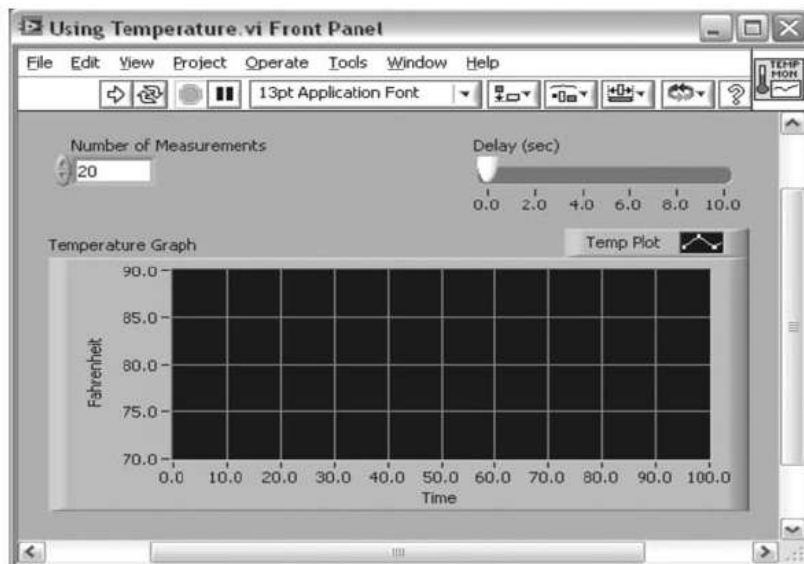 Using Temperature.vi Front Panel
File Edit View Project Operate Tools Window Help
TEMP
MON
13pt Application Font
Number of Measurements
20
Delay (sec)
0.0 2.0 4.0 6.0 8.0 10.0
Temperature Graph
Temp Plot
90.0
85.0
80.0
75.0
70.0
Fahrenheit
0.0 10.0 20.0 30.0 40.0 50.0 60.0 70.0 80.0 90.0 100.0
Time